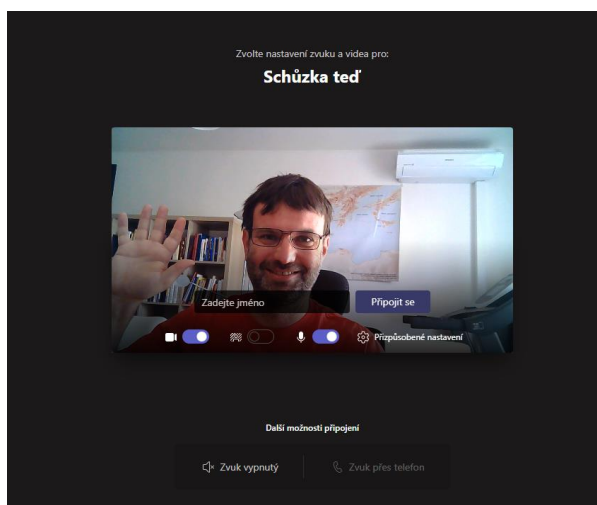 Zvolte nastavení zvuku a videa pro:
Schůzka teď
Zadejte jméno
Připojit se
Přizpůsobené nastavení
Další možnosti připojení
Zvuk vypnutý
Zvuk přes telefon